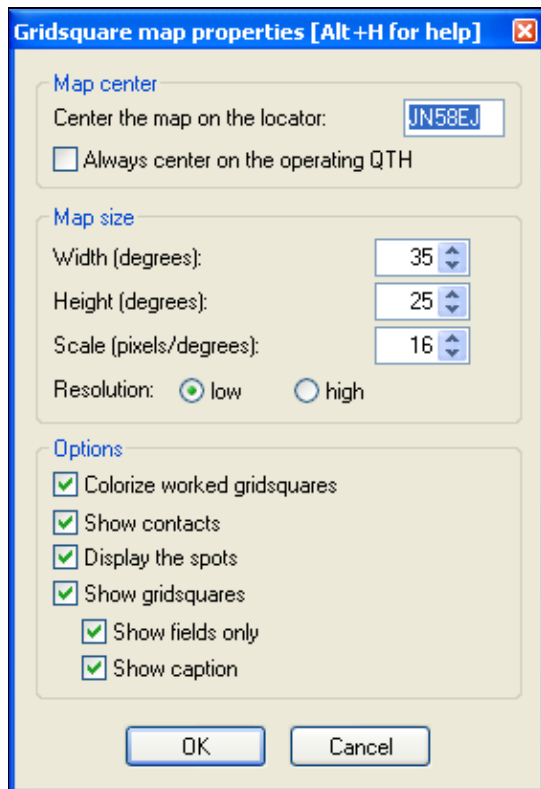 Gridsquare map properties [Alt+H for help]
Map center
Center the map on the locator: JN58EJ
Always center on the operating QTH
Map size
Width (degrees): 35
Height (degrees): 25
Scale (pixels/degrees): 16
Resolution: low high
Options
Colorize worked gridsquares
Show contacts
Display the spots
Show gridsquares
Show fields only
Show caption
OK Cancel